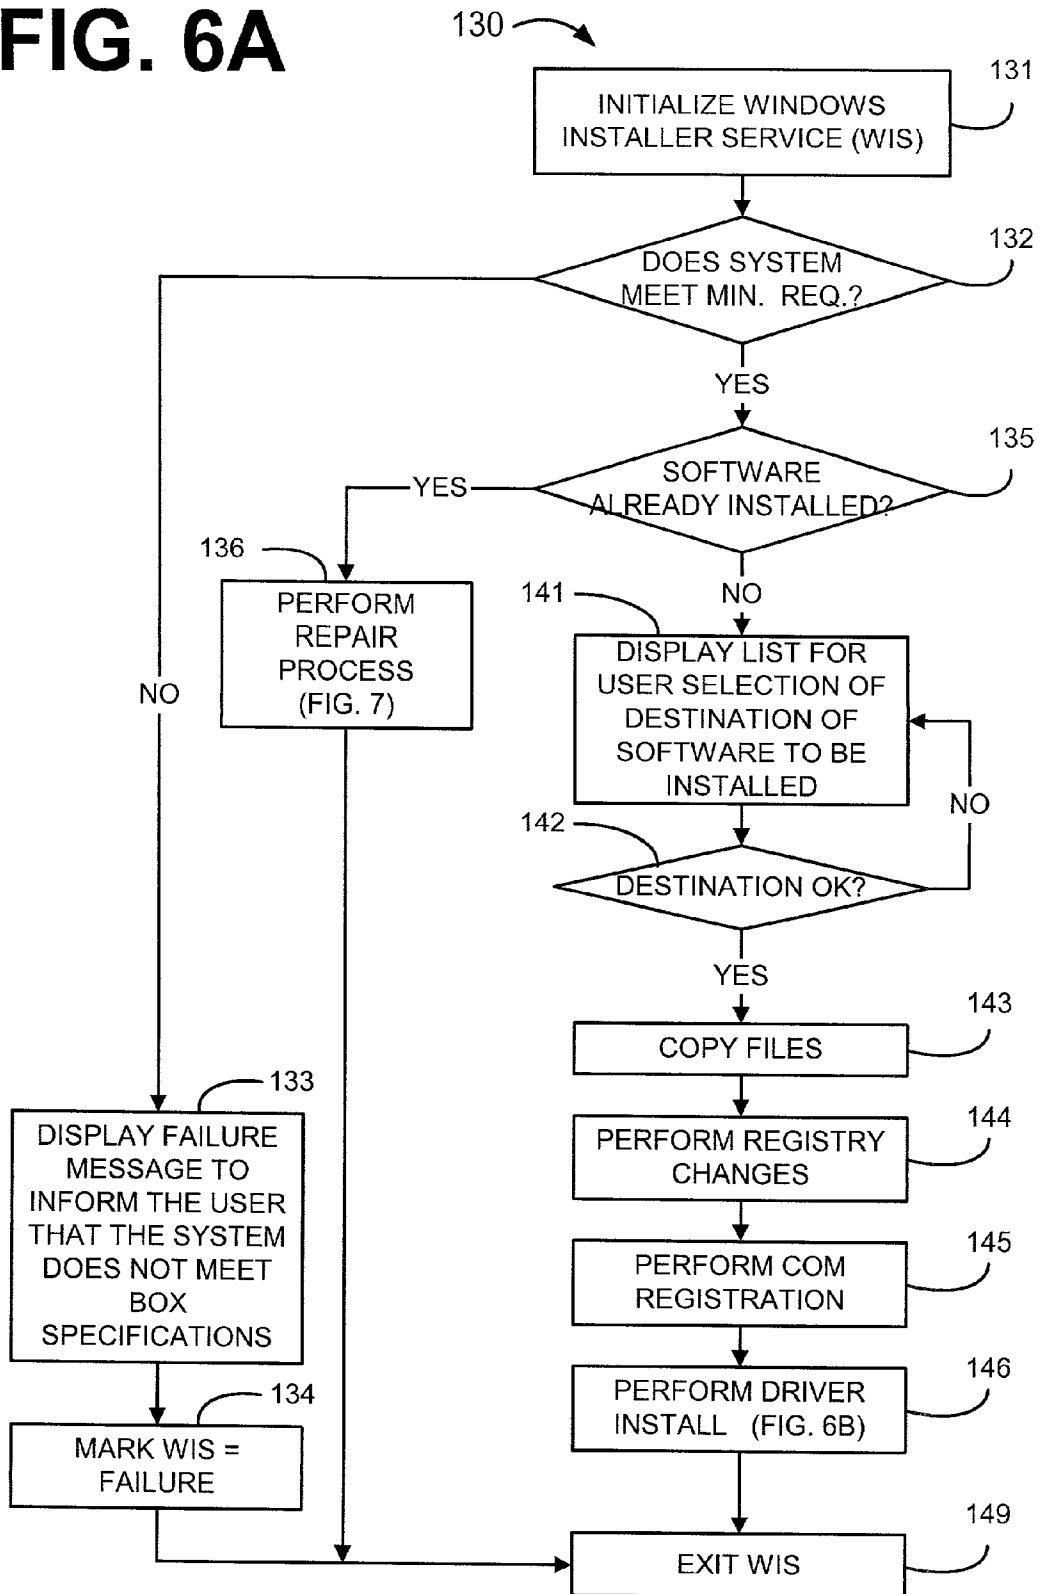 FIG. 6A
130
131
INITIALIZE WINDOWS
INSTALLER SERVICE (WIS)
132
DOES SYSTEM
MEET MIN. REQ.?
YES
135
SOFTWARE
ALREADY INSTALLED?
YES
136
PERFORM
REPAIR
PROCESS
(FIG. 7)
NO
141
DISPLAY LIST FOR
USER SELECTION OF
DESTINATION OF
SOFTWARE TO BE
INSTALLED
NO
NO
142
DESTINATION OK?
YES
143
COPY FILES
144
PERFORM REGISTRY
CHANGES
145
PERFORM COM
REGISTRATION
146
PERFORM DRIVER
INSTALL (FIG. 6B)
133
DISPLAY FAILURE
MESSAGE TO
INFORM THE USER
THAT THE SYSTEM
DOES NOT MEET
BOX
SPECIFICATIONS
134
MARK WIS =
FAILURE
149
EXIT WIS